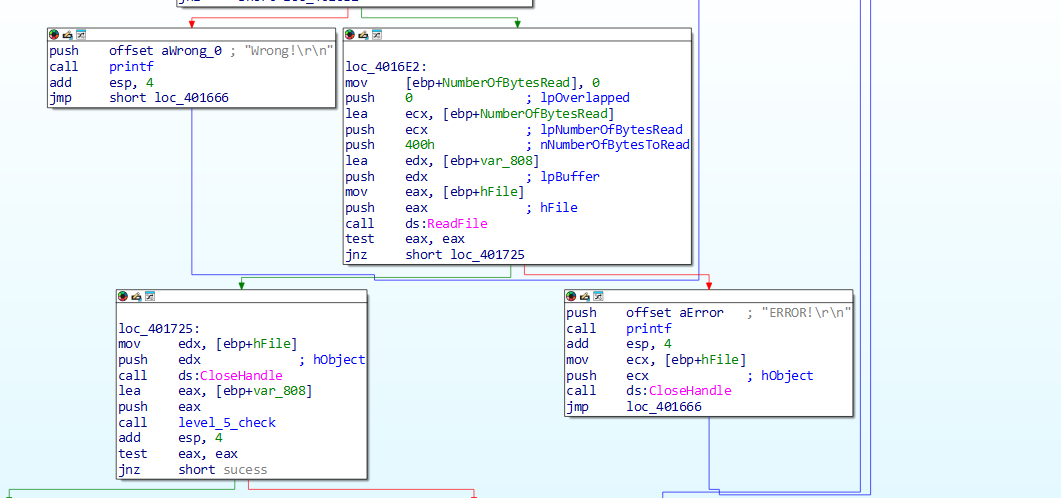 push    offset aWrong_0 ; "Wrong!\r\n"
call    printf
add     esp, 4
jmp     short loc_401666
loc_4016E2:
mov     [ebp+NumberOfBytesRead], 0
push    0               ; lpOverlapped
lea     ecx, [ebp+NumberOfBytesRead]
push    ecx             ; lpNumberOfBytesRead
push    400h            ; nNumberOfBytesToRead
lea     edx, [ebp+var_808]
push    edx             ; lpBuffer
mov     eax, [ebp+hFile]
push    eax             ; hFile
call    ds:ReadFile
test    eax, eax
jnz     short loc_401725
loc_401725:
mov     edx, [ebp+hFile]
push    edx             ; hObject
call    ds:CloseHandle
lea     eax, [ebp+var_808]
push    eax
call    level_5_check
add     esp, 4
test    eax, eax
jnz     short sucess
push    offset aError   ; "ERROR!\r\n"
call    printf
add     esp, 4
mov     ecx, [ebp+hFile]
push    ecx             ; hObject
call    ds:CloseHandle
jmp     loc_401666